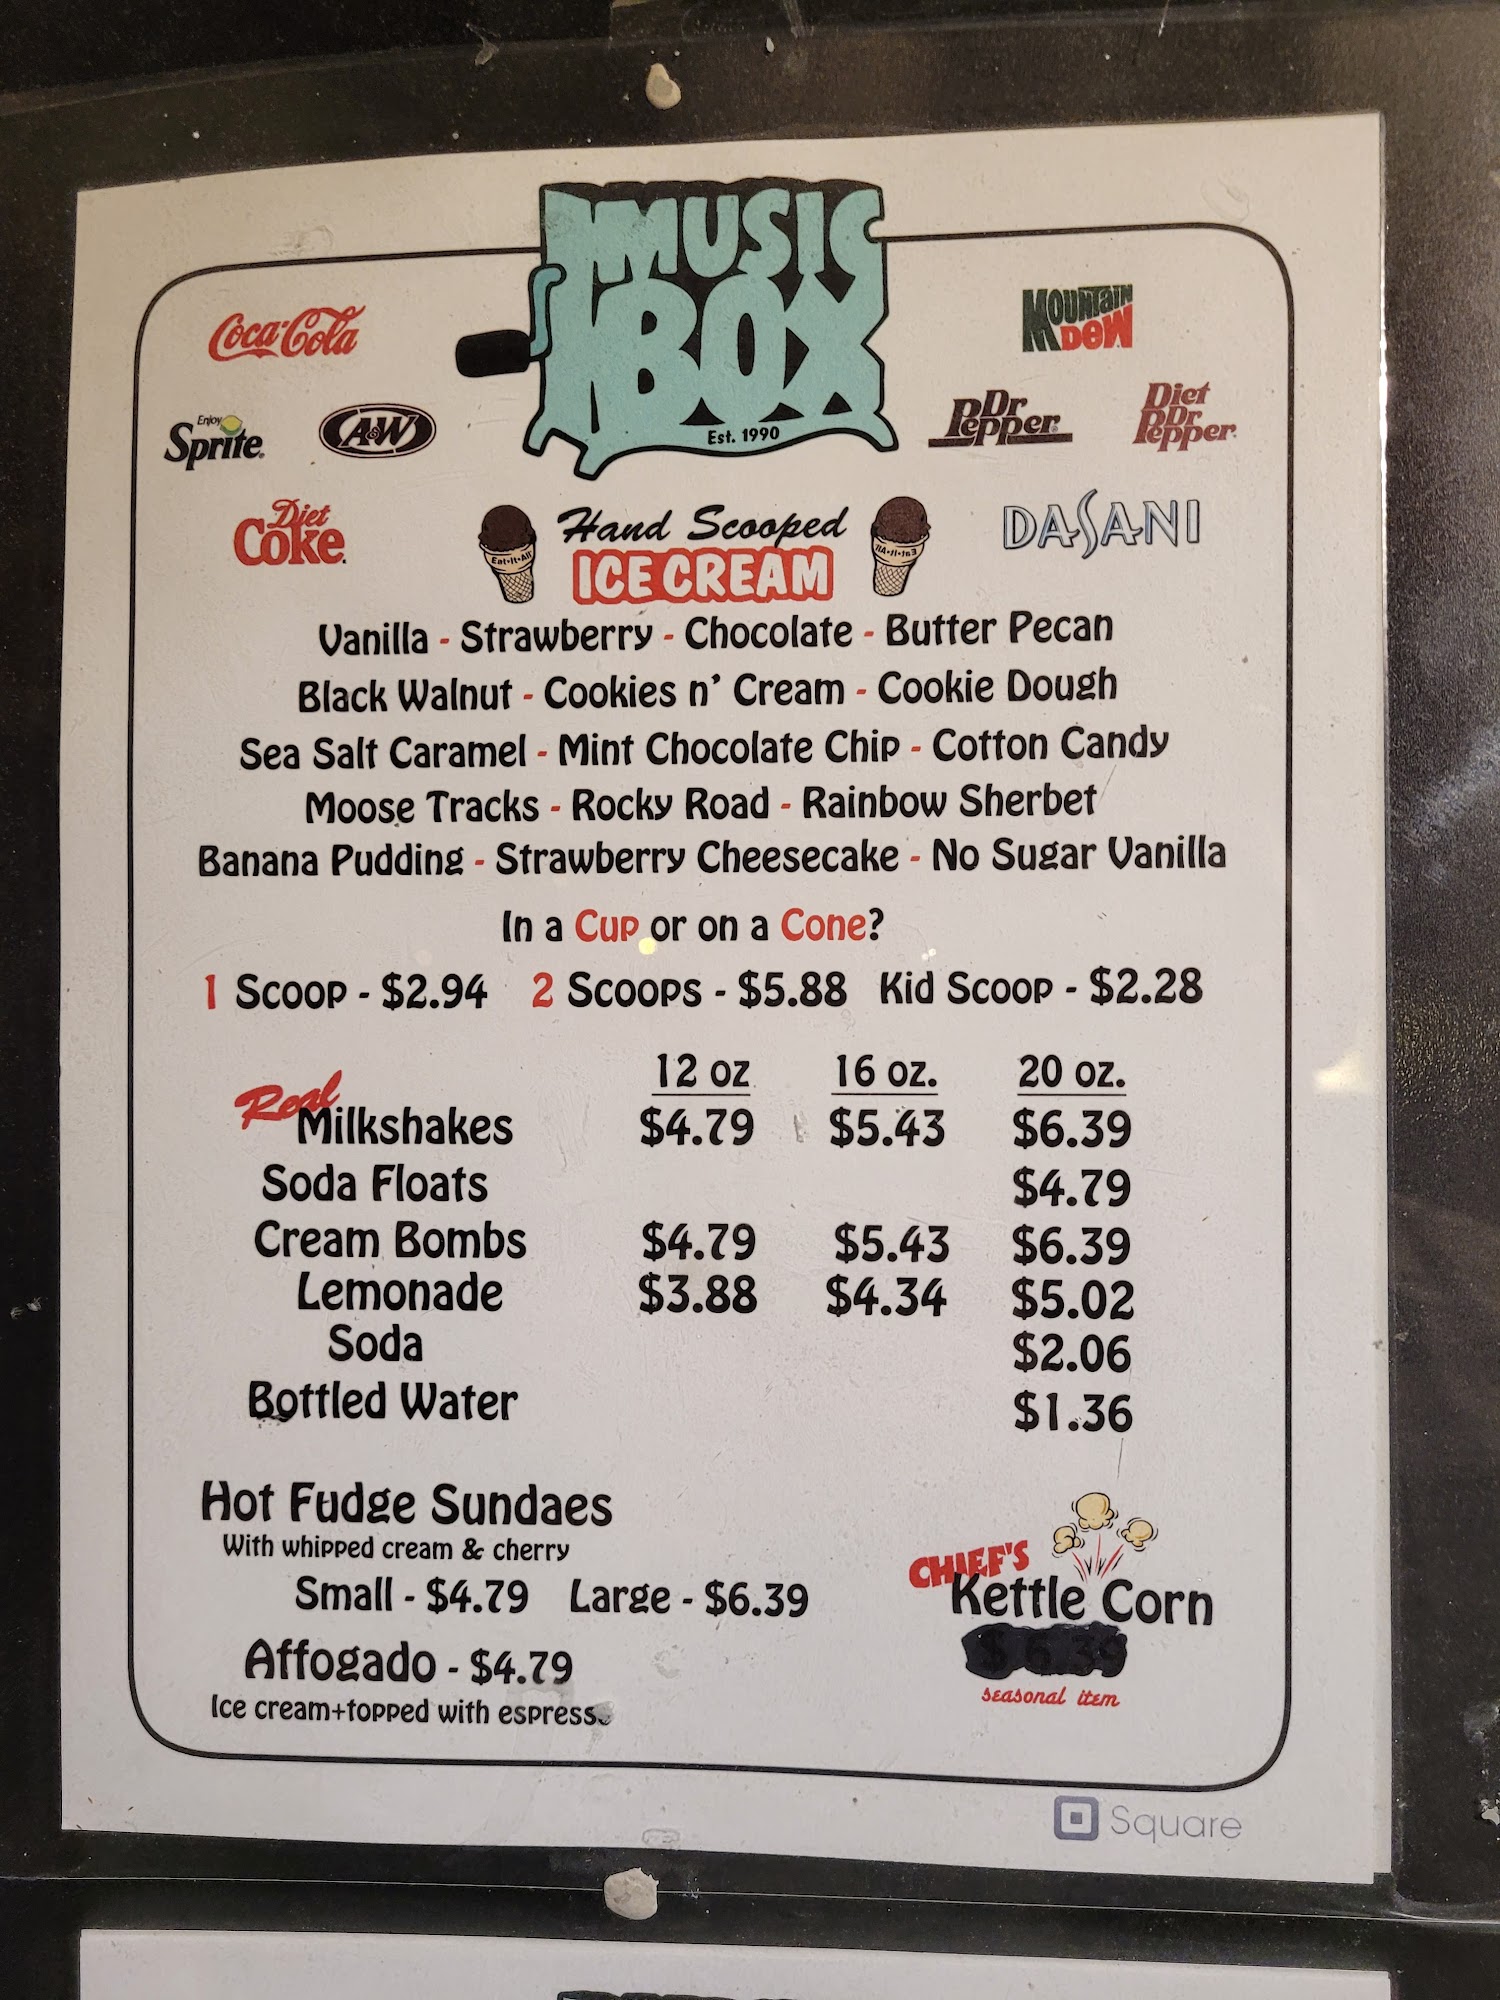 MUSIC
BOX
Est. 1990
Coca-Cola
Mountain
Dew
Enjoy
Sprite
A&W
Dr
Pepper
Diet
Dr
Pepper
Diet
Coke
DASANI
Eat-It-All
Hand Scooped
ICE CREAM
Vanilla - Strawberry - Chocolate - Butter Pecan
Black Walnut - Cookies n' Cream - Cookie Dough
Sea Salt Caramel - Mint Chocolate Chip - Cotton Candy
Moose Tracks - Rocky Road - Rainbow Sherbet
Banana Pudding - Strawberry Cheesecake - No Sugar Vanilla
In a Cup or on a Cone?
1 Scoop - $2.94 2 Scoops - $5.88 Kid Scoop - $2.28
12 oz 16 oz. 20 oz.
Real Milkshakes $4.79 $5.43 $6.39
Soda Floats $4.79
Cream Bombs $4.79 $5.43 $6.39
Lemonade $3.88 $4.34 $5.02
Soda $2.06
Bottled Water $1.36
Hot Fudge Sundaes
With whipped cream & cherry
Small - $4.79 Large - $6.39
Affogado - $4.79
Ice cream+topped with espresso
CHIEF'S
Kettle Corn
$6.39
seasonal item
Square